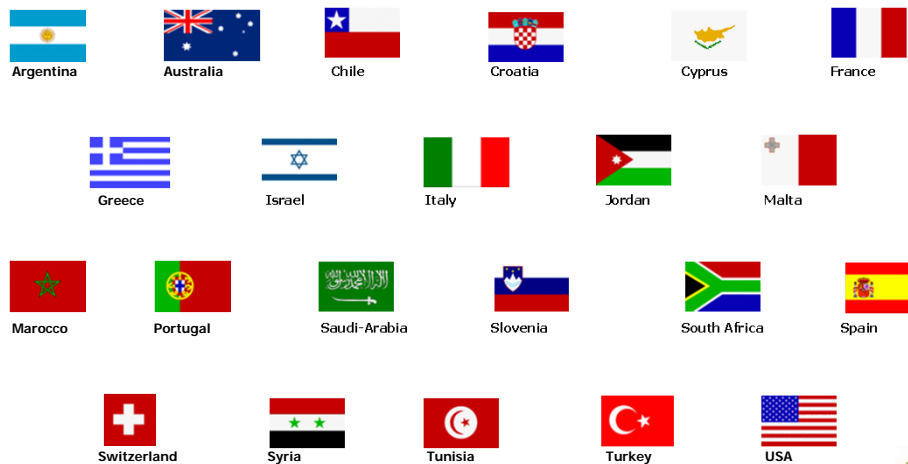 Argentina Australia Chile Croatia Cyprus France
Greece Israel Italy Jordan Malta
Marocco Portugal Saudi-Arabia Slovenia South Africa Spain
Switzerland Syria Tunisia Turkey USA